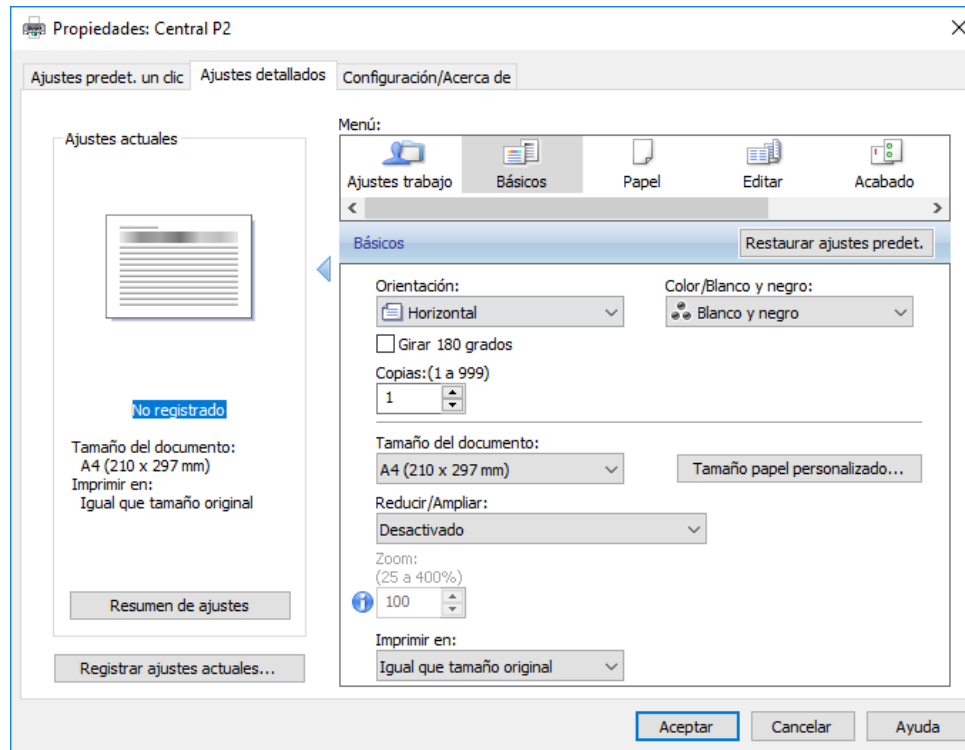 Propiedades: Central P2
Ajustes predet. un clic
Ajustes detallados
Configuración/Acerca de
Ajustes actuales
No registrado
Tamaño del documento:
A4 (210 x 297 mm)
Imprimir en:
Igual que tamaño original
Resumen de ajustes
Registrar ajustes actuales...
Menú:
Ajustes trabajo
Básicos
Papel
Editar
Acabado
Básicos
Restaurar ajustes predet.
Orientación:
Horizontal
Color/Blanco y negro:
Blanco y negro
Girar 180 grados
Copias:(1 a 999)
1
Tamaño del documento:
A4 (210 x 297 mm)
Tamaño papel personalizado...
Reducir/Ampliar:
Desactivado
Zoom:
(25 a 400%)
100
Imprimir en:
Igual que tamaño original
Aceptar
Cancelar
Ayuda